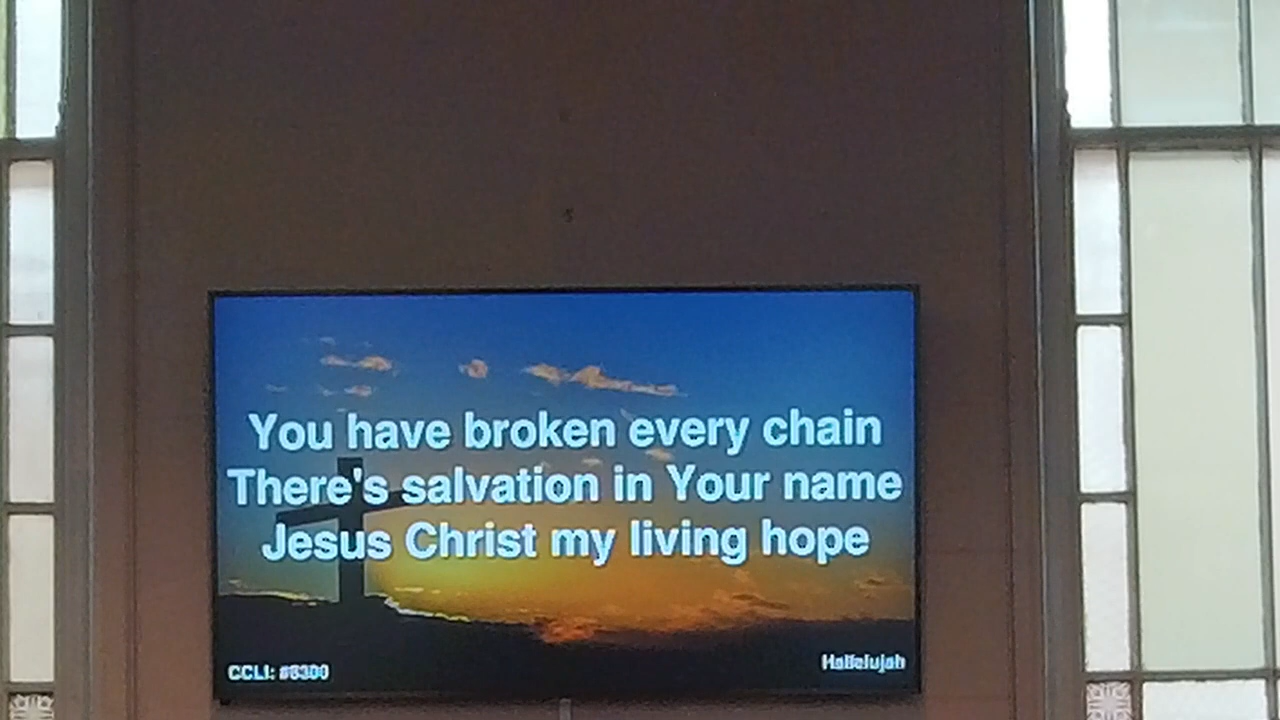 You have broken every chain
There's salvation in Your name
Jesus Christ my living hope
CCLI:
Hallelujah